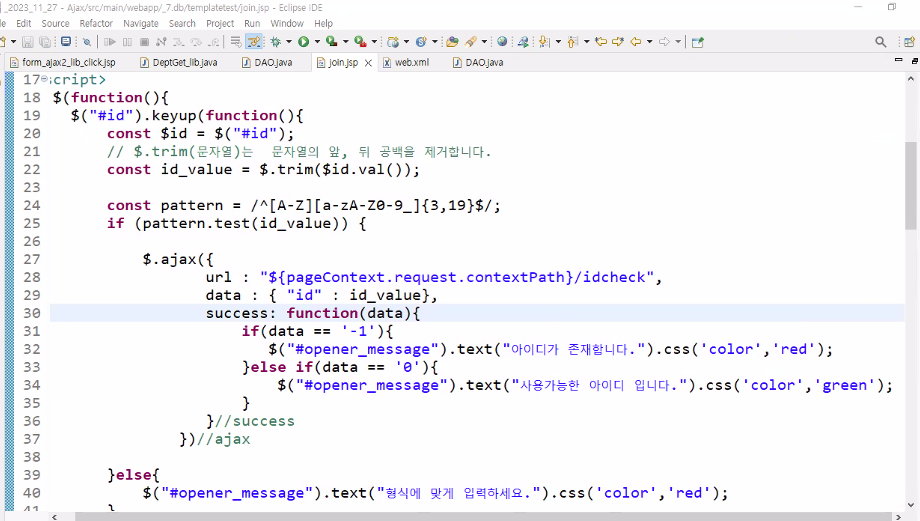 _2023_11_27 - Ajax/src/main/webapp/_7.db/templatetest/join.jsp - Eclipse IDE
Edit Source Refactor Navigate Search Project Run Window Help
form_ajax2_lib_click.jsp DeptGet_lib.java DAO.java join.jsp web.xml DAO.java
17 cript>
18 $(function(){
19 $("#id").keyup(function(){
20 const $id = $("#id");
21 // $.trim(문자열)는 문자열의 앞, 뒤 공백을 제거합니다.
22 const id_value = $.trim($id.val());
23
24 const pattern = /^[A-Z][a-zA-Z0-9_]{3,19}$/;
25 if (pattern.test(id_value)) {
26
27 $.ajax({
28 url : "${pageContext.request.contextPath}/idcheck",
29 data : { "id" : id_value},
30 success: function(data){
31 if(data == '-1'){
32 $("#opener_message").text("아이디가 존재합니다.").css('color','red');
33 }else if(data == '0'){
34 $("#opener_message").text("사용가능한 아이디 입니다.").css('color','green');
35 }
36 }//success
37 })//ajax
38
39 }else{
40 $("#opener_message").text("형식에 맞게 입력하세요.").css('color','red');
41 }